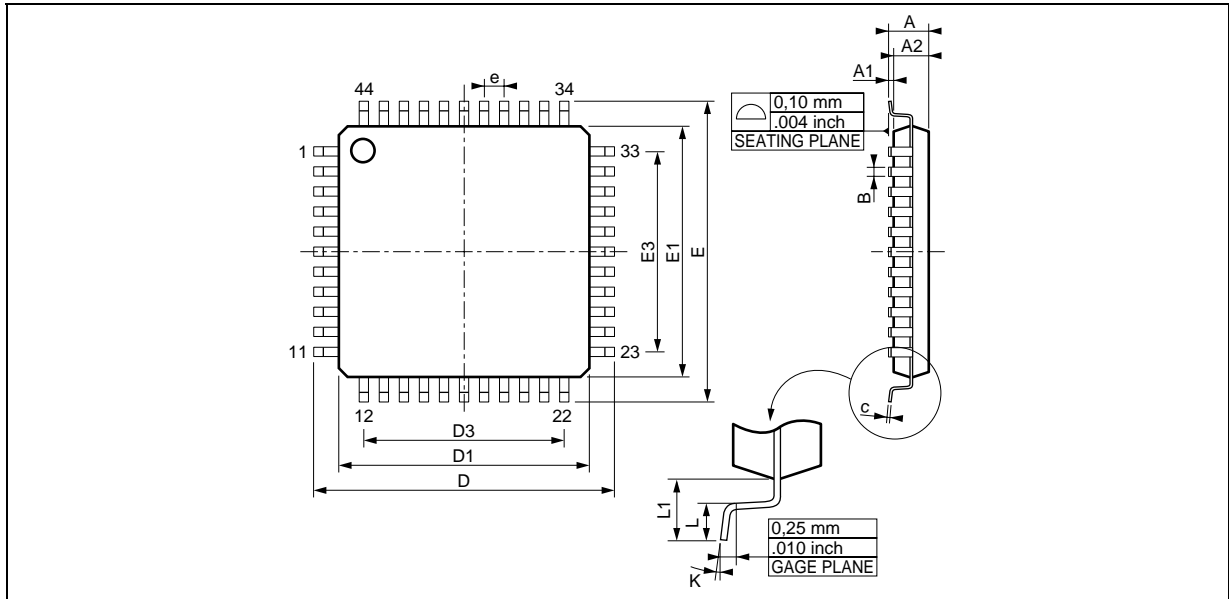 A
A2
A1
e
44
34
0,10 mm
.004 inch
SEATING PLANE
1
33
B
E3
E1
E
11
23
12
22
c
D3
D1
D
L1
L
0,25 mm
.010 inch
GAGE PLANE
K